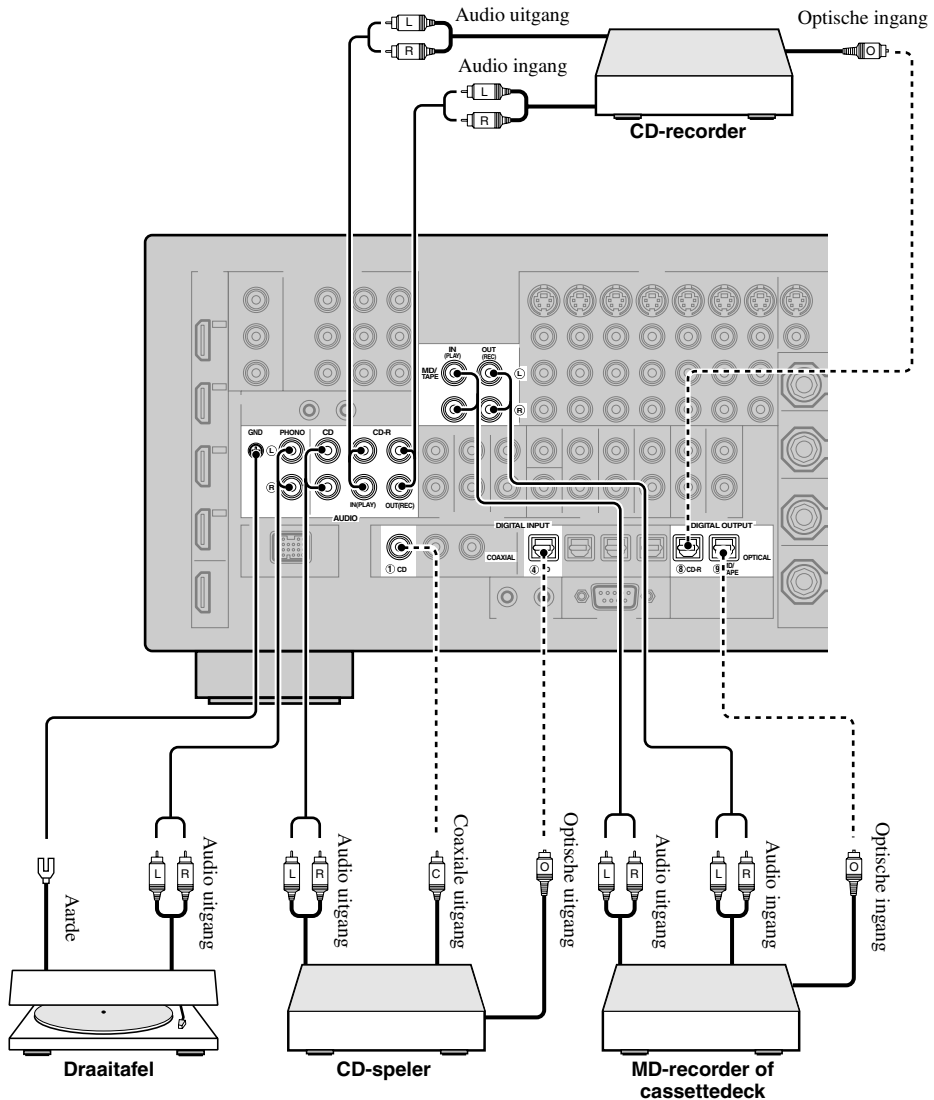 Audio uitgang
Optische ingang
L
R
O
Audio ingang
L
R
CD-recorder
IN
(PLAY)
OUT
(REC)
MD/
TAPE
L
R
GND
PHONO
CD
CD-R
L
R
IN(PLAY)
OUT(REC)
AUDIO
DIGITAL INPUT
DIGITAL OUTPUT
COAXIAL
OPTICAL
① CD
④
⑧ CD-R
⑨
Aarde
L
R
Audio uitgang
L
R
Audio uitgang
C
Coaxiale uitgang
O
Optische uitgang
L
R
Audio uitgang
L
R
Audio ingang
O
Optische ingang
Draaitafel
CD-speler
MD-recorder of
cassettedeck